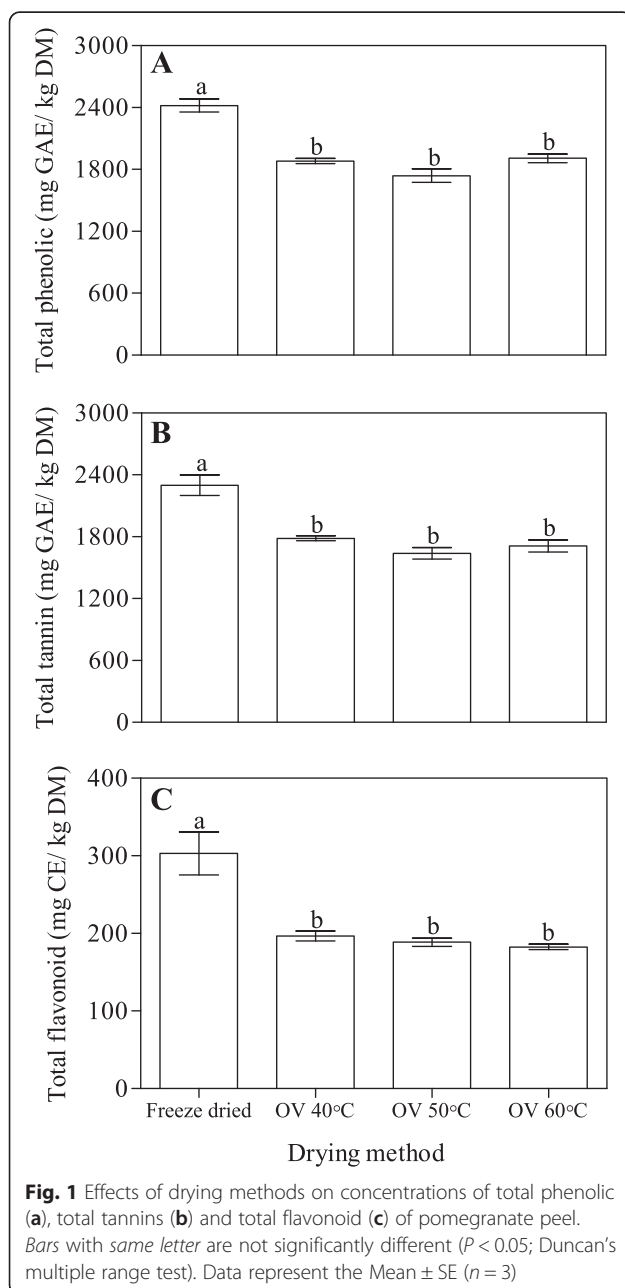 A
3000
2400
1800
1200
600
0
Total phenolic (mg GAE/ kg DM)
a
b
b
b
B
3000
2400
1800
1200
600
0
Total tannin (mg GAE/ kg DM)
a
b
b
b
C
400
300
200
100
0
Total flavonoid (mg CE/ kg DM)
a
b
b
b
Freeze dried OV 40°C OV 50°C OV 60°C
Drying method
Fig. 1 Effects of drying methods on concentrations of total phenolic
(a), total tannins (b) and total flavonoid (c) of pomegranate peel.
Bars with same letter are not significantly different (P < 0.05; Duncan's
multiple range test). Data represent the Mean ± SE (n = 3)